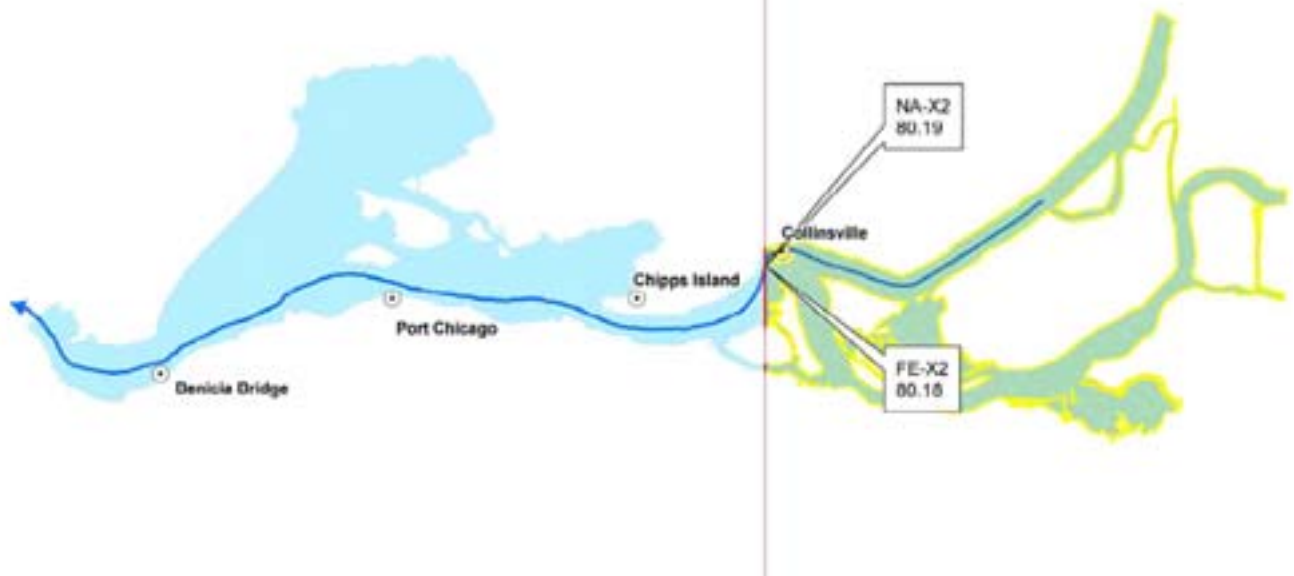 NA-X2
80.19
Collinsville
Chipps Island
Port Chicago
FE-X2
80.18
Benicia Bridge